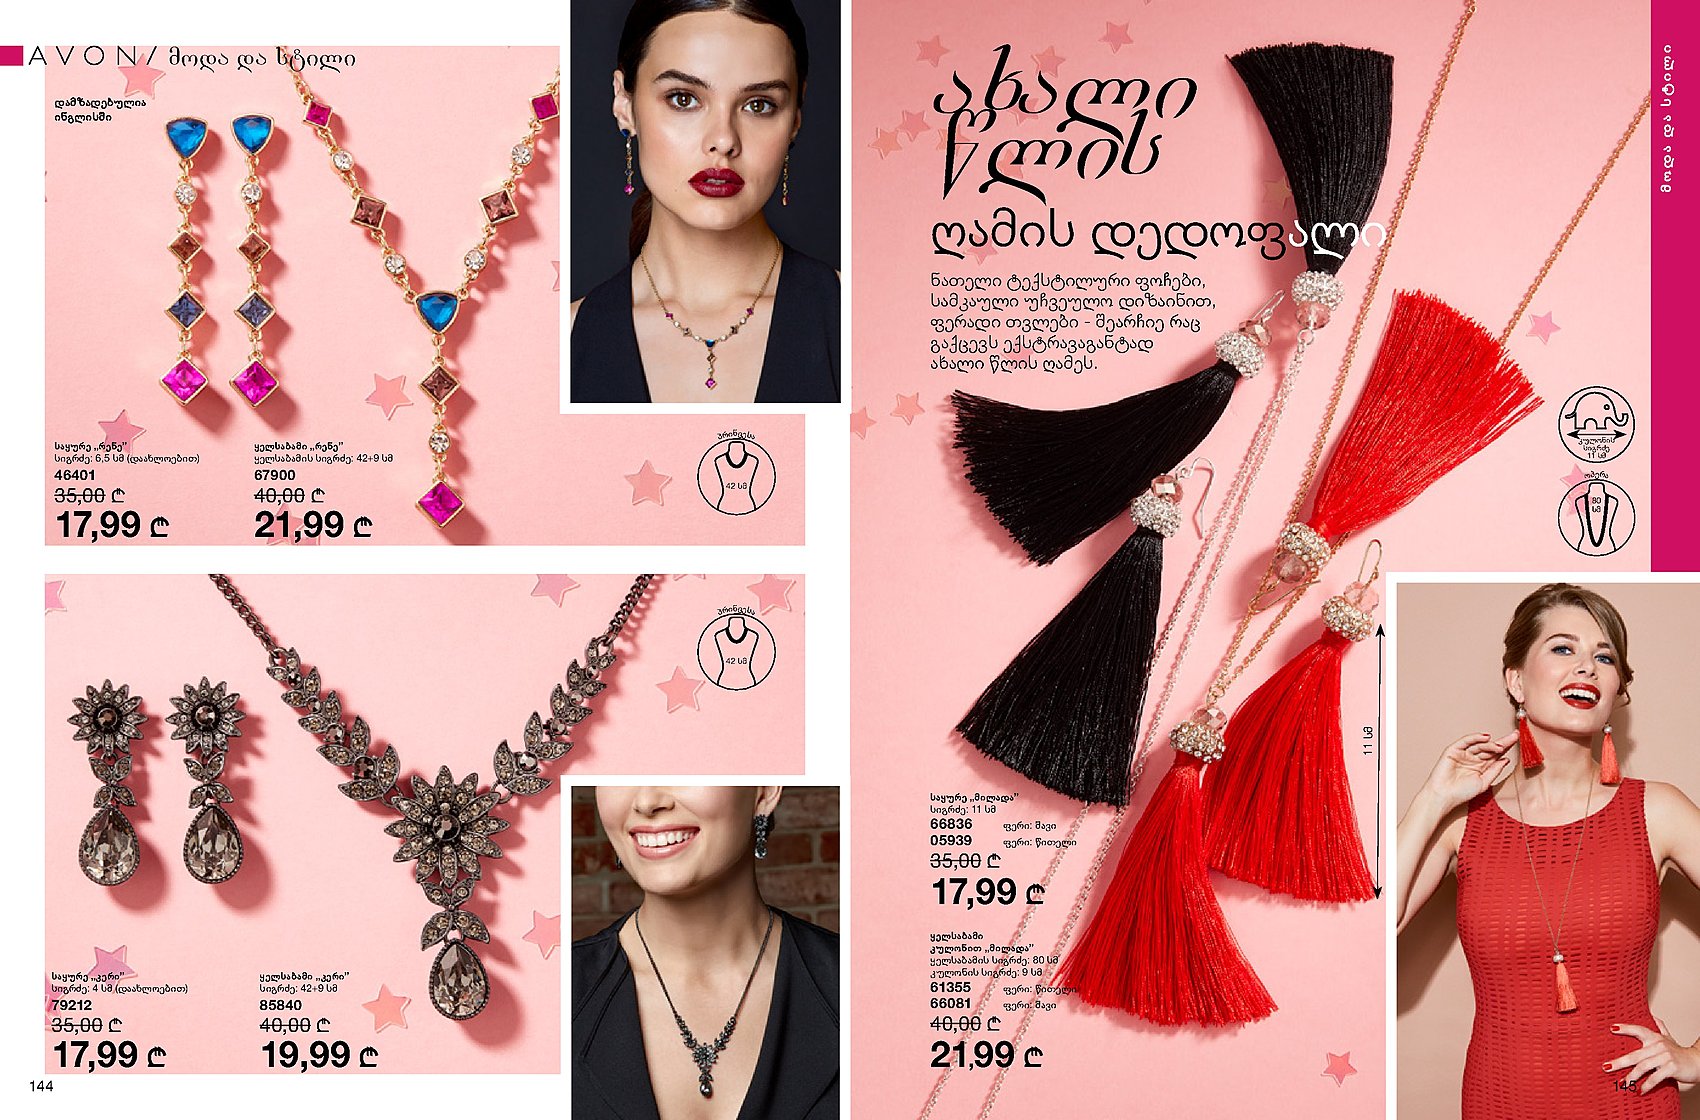 AVON/ მოდა და სტილი
დამზადებულია
ინგლისში
საყურე „რენე”
სიგრძე: 6,5 სმ (დაახლოებით)
46401
35,00 ₾
17,99 ₾
ყელსაბამი „რენე”
ყელსაბამის სიგრძე: 42+9 სმ
67900
40,00 ₾
21,99 ₾
პრინცესა
42 სმ
საყურე „კერი”
სიგრძე: 4 სმ (დაახლოებით)
79212
35,00 ₾
17,99 ₾
ყელსაბამი „კერი”
სიგრძე: 42+9 სმ
85840
40,00 ₾
19,99 ₾
პრინცესა
42 სმ
144
ახალი
წლის
ღამის დედოფალი
ნათელი ტექსტილური ფოჩები,
სამკაული უჩვეულო დიზაინით,
ფერადი თვლები - შეარჩიე რაც
გაქცევს ექსტრავაგანტად
ახალი წლის ღამეს.
მოდა და სტილი
კულონის
სიგრძე
11 სმ
ოპერა
80
სმ
11 სმ
საყურე „მილადა”
სიგრძე: 11 სმ
66836 ფერი: შავი
05939 ფერი: წითელი
35,00 ₾
17,99 ₾
ყელსაბამი
კულონით „მილადა”
ყელსაბამის სიგრძე: 80 სმ
კულონის სიგრძე: 9 სმ
61355 ფერი: წითელი
66081 ფერი: შავი
40,00 ₾
21,99 ₾
145